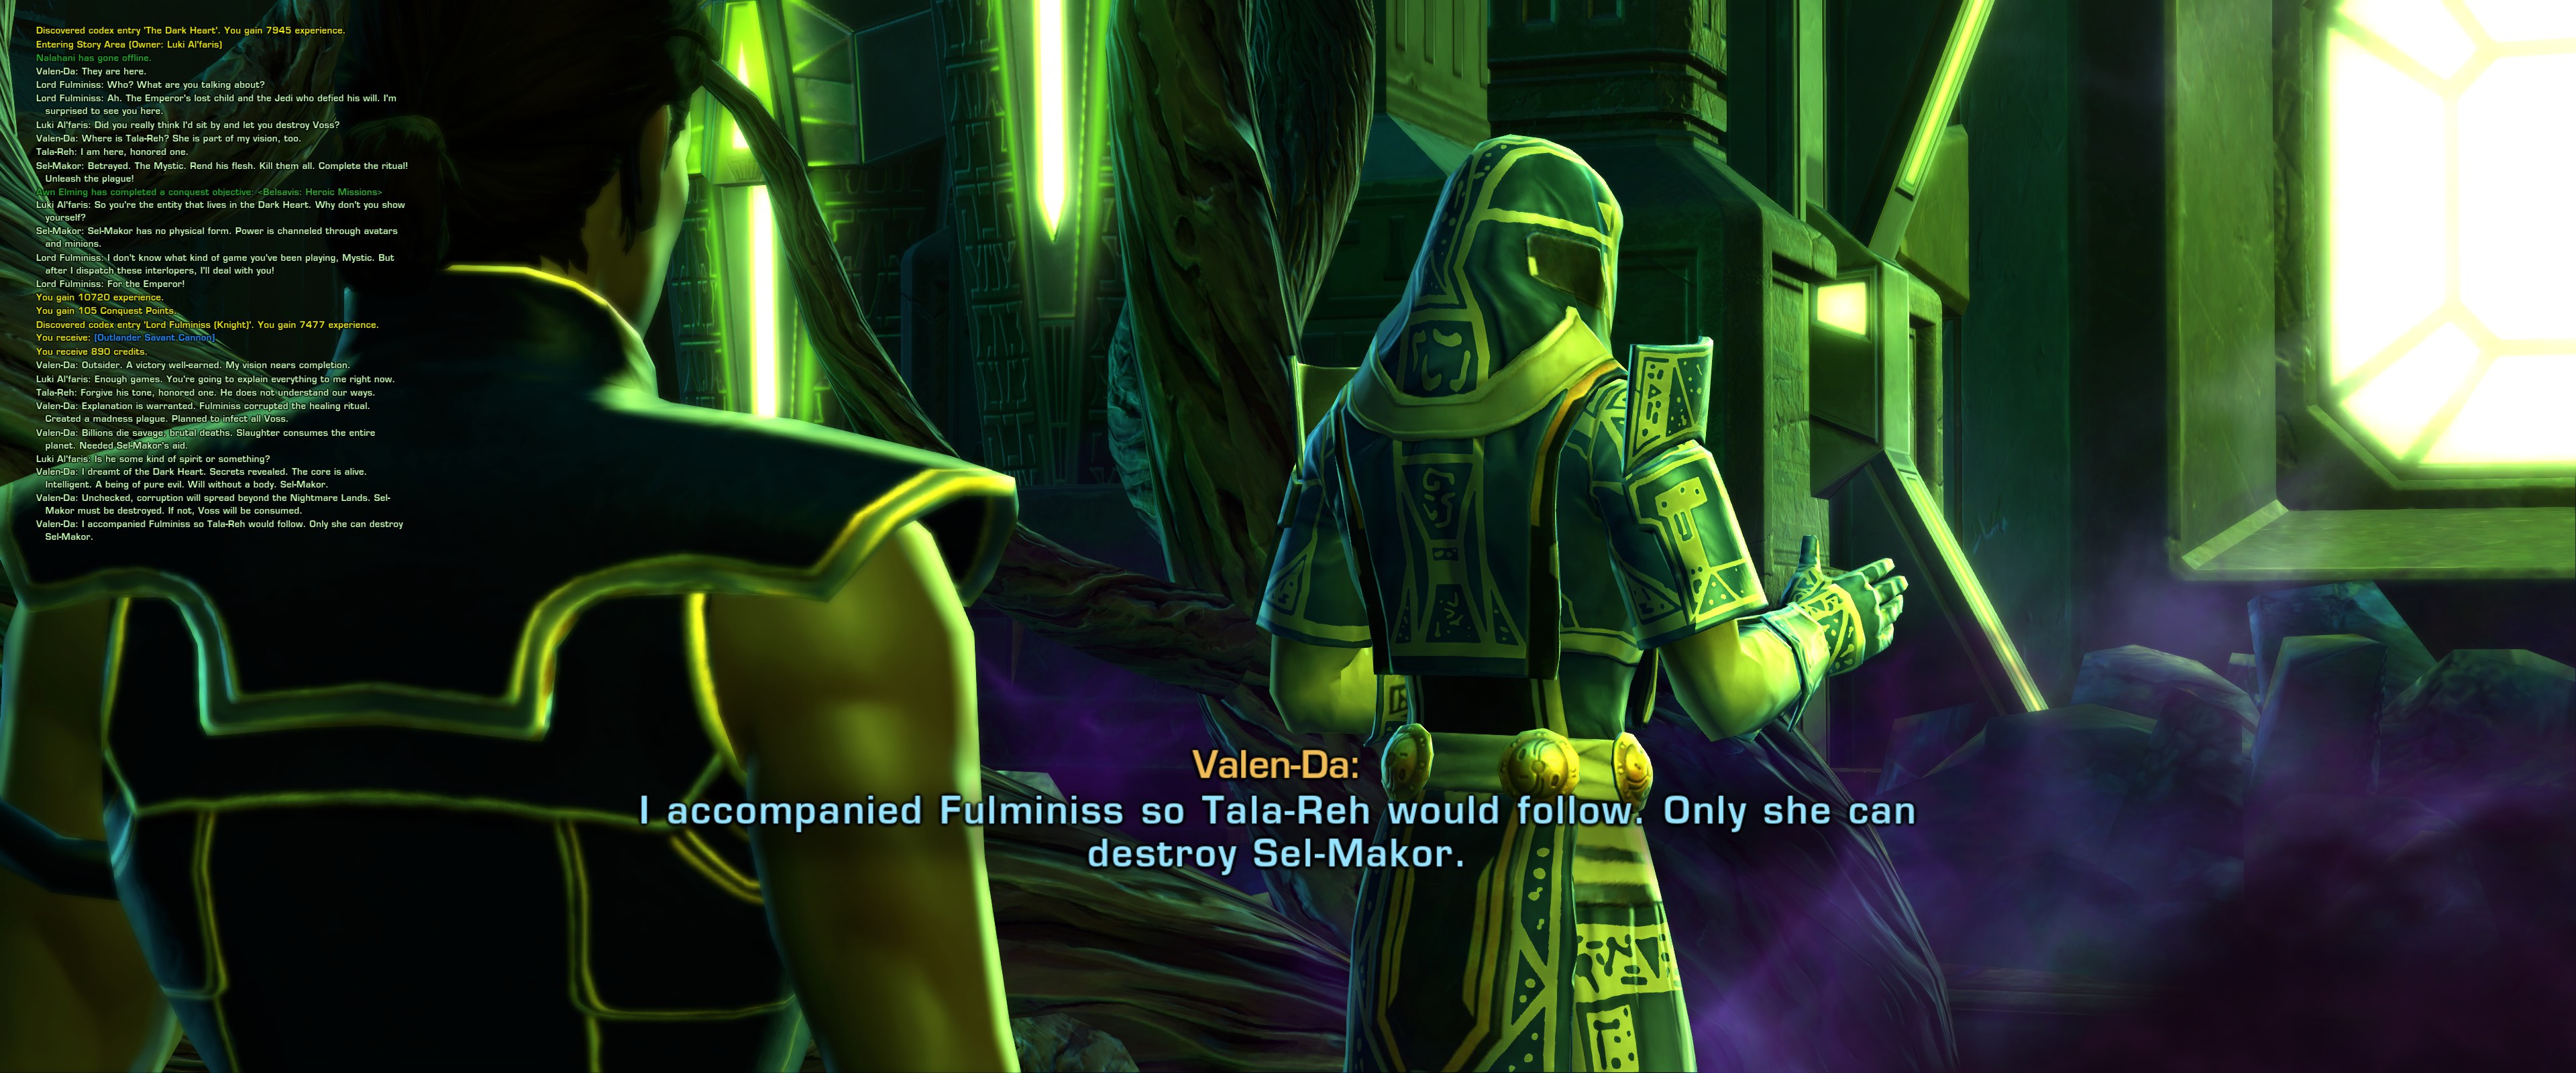 Discovered codex entry 'The Dark Heart'. You gain 7945 experience.
Entering Story Area (Owner: Luki Al'faris)
Nalahani has gone offline.
Valen-Da: They are here.
Lord Fulminiss: Who? What are you talking about?
Lord Fulminiss: Ah. The Emperor's lost child and the Jedi who defied his will. I'm
surprised to see you here.
Luki Al'faris: Did you really think I'd sit by and let you destroy Voss?
Valen-Da: Where is Tala-Reh? She is part of my vision, too.
Tala-Reh: I am here, honored one.
Sel-Makor: Betrayed. The Mystic. Rend his flesh. Kill them all. Complete the ritual!
Unleash the plague!
Awn Elming has completed a conquest objective: <Belsavis: Heroic Missions>
Luki Al'faris: So you're the entity that lives in the Dark Heart. Why don't you show
yourself?
Sel-Makor: Sel-Makor has no physical form. Power is channeled through avatars
and minions.
Lord Fulminiss: I don't know what kind of game you've been playing, Mystic. But
after I dispatch these interlopers, I'll deal with you!
Lord Fulminiss: For the Emperor!
You gain 10720 experience.
You gain 105 Conquest Points.
Discovered codex entry 'Lord Fulminiss (Knight)'. You gain 7477 experience.
You receive: [Outlander Savant Cannon]
You receive 890 credits.
Valen-Da: Outsider. A victory well-earned. My vision nears completion.
Luki Al'faris: Enough games. You're going to explain everything to me right now.
Tala-Reh: Forgive his tone, honored one. He does not understand our ways.
Valen-Da: Explanation is warranted. Fulminiss corrupted the healing ritual.
Created a madness plague. Planned to infect all Voss.
Valen-Da: Billions die savage, brutal deaths. Slaughter consumes the entire
planet. Needed Sel-Makor's aid.
Luki Al'faris: Is he some kind of spirit or something?
Valen-Da: I dreamt of the Dark Heart. Secrets revealed. The core is alive.
Intelligent. A being of pure evil. Will without a body. Sel-Makor.
Valen-Da: Unchecked, corruption will spread beyond the Nightmare Lands. Sel-
Makor must be destroyed. If not, Voss will be consumed.
Valen-Da: I accompanied Fulminiss so Tala-Reh would follow. Only she can destroy
Sel-Makor.
Valen-Da:
I accompanied Fulminiss so Tala-Reh would follow. Only she can
destroy Sel-Makor.